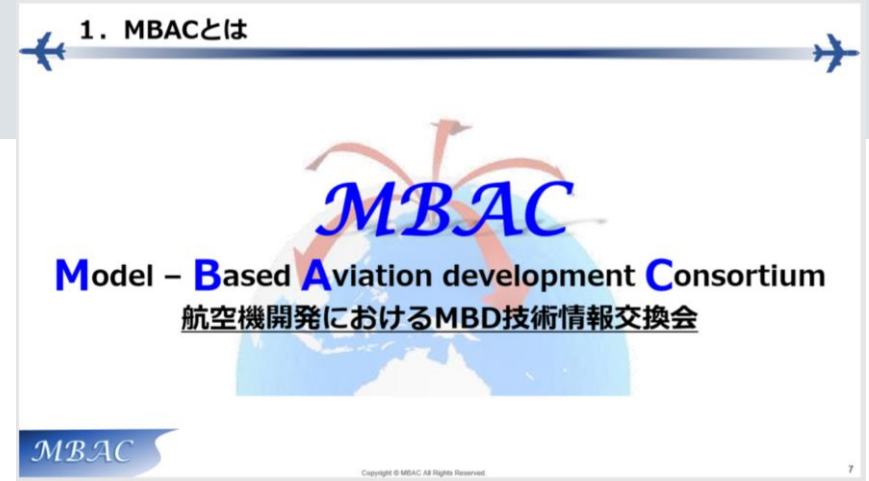 1. MBACとは
MBAC
Model – Based Aviation development Consortium
航空機開発におけるMBD技術情報交換会
MBAC
Copyright © MBAC All Rights Reserved.
7